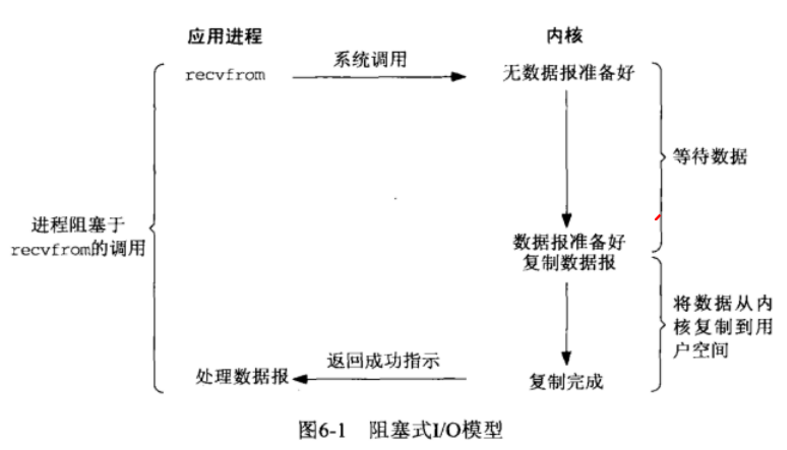 应用进程
内核
系统调用
recvfrom
无数据报准备好
等待数据
进程阻塞于
recvfrom的调用
数据报准备好
复制数据报
将数据从内
核复制到用
户空间
返回成功指示
处理数据报
复制完成
图6-1 阻塞式I/O模型